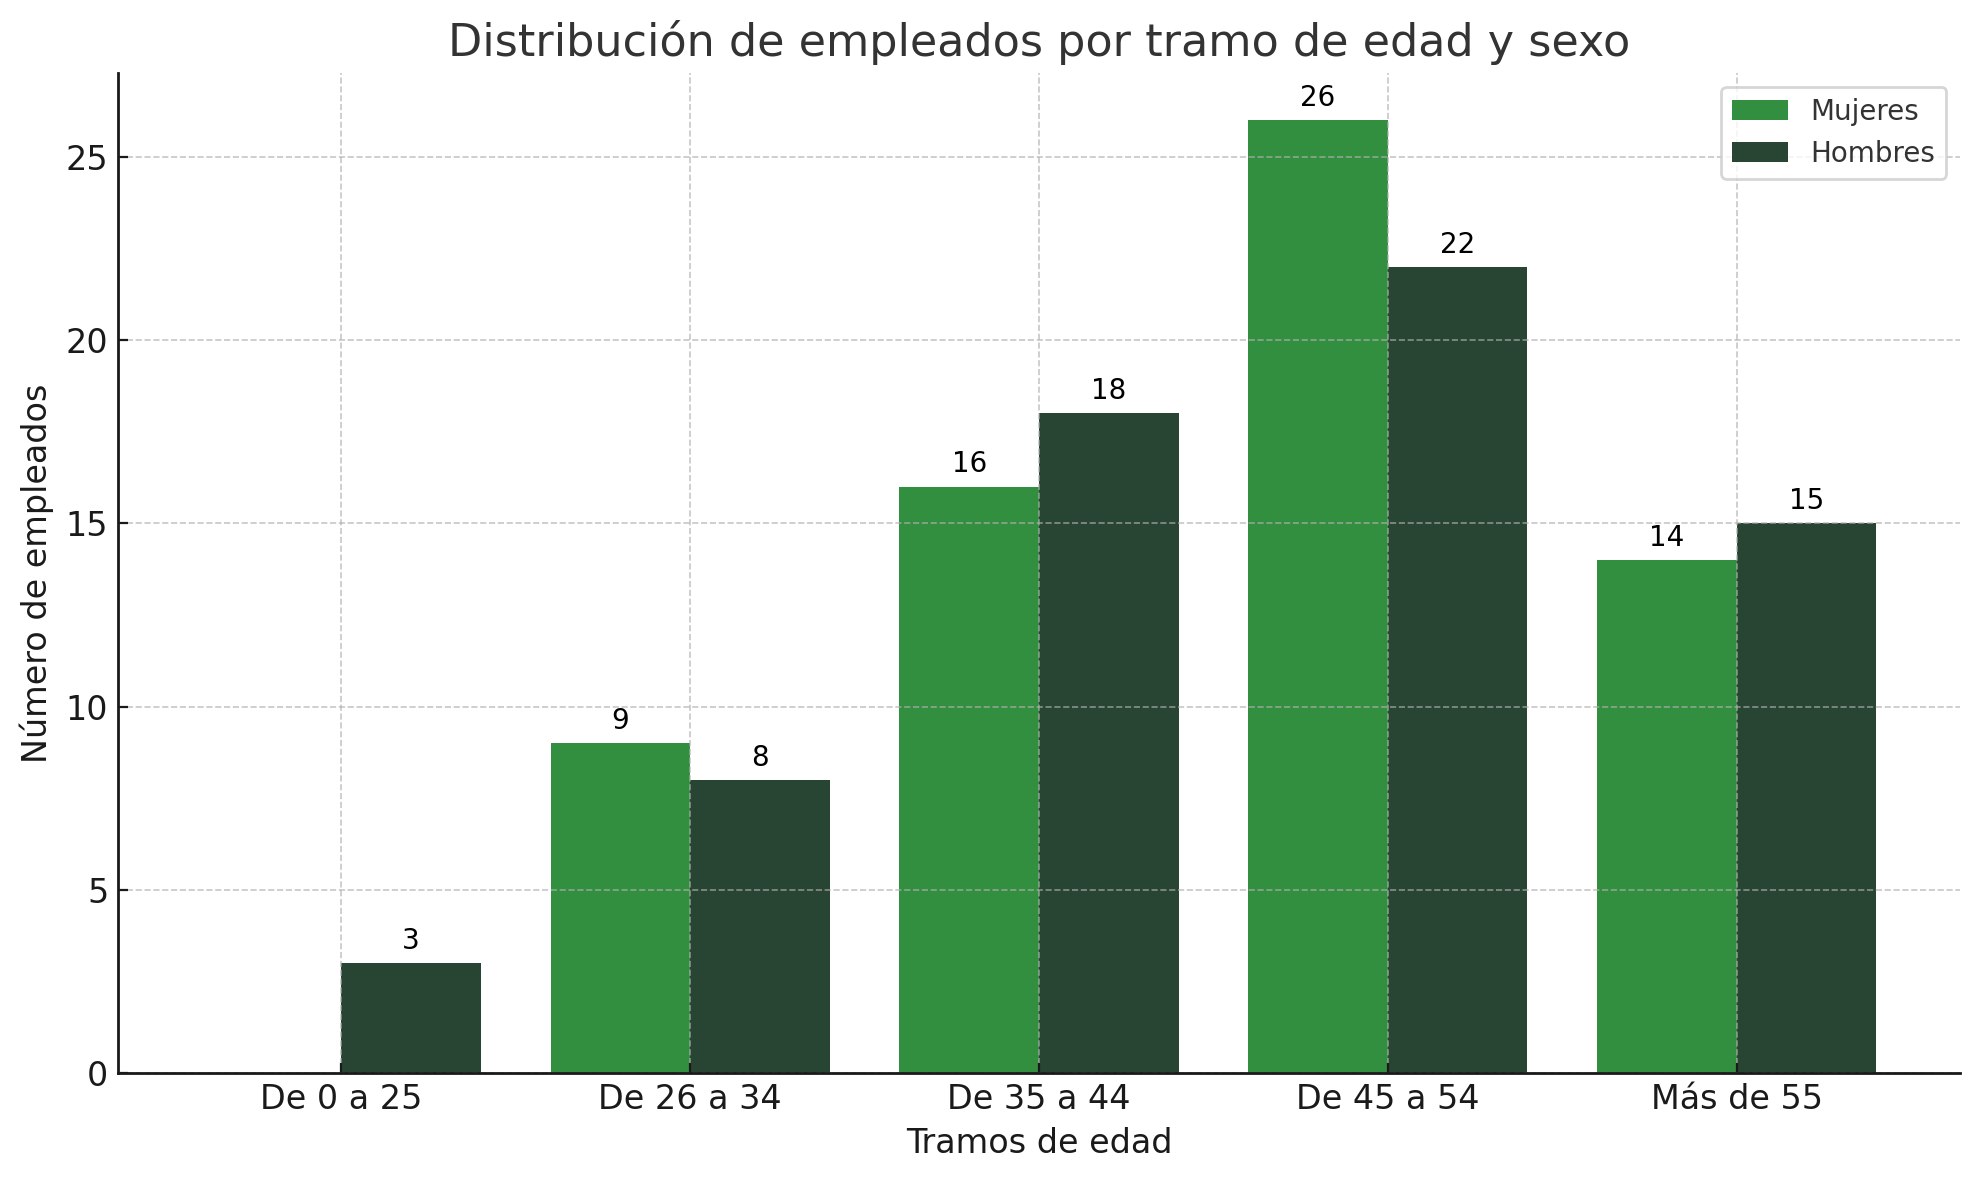 Distribución de empleados por tramo de edad y sexo
Mujeres
Hombres
Número de empleados
25
20
15
10
5
0
3
9
8
16
18
26
22
14
15
De 0 a 25
De 26 a 34
De 35 a 44
De 45 a 54
Más de 55
Tramos de edad